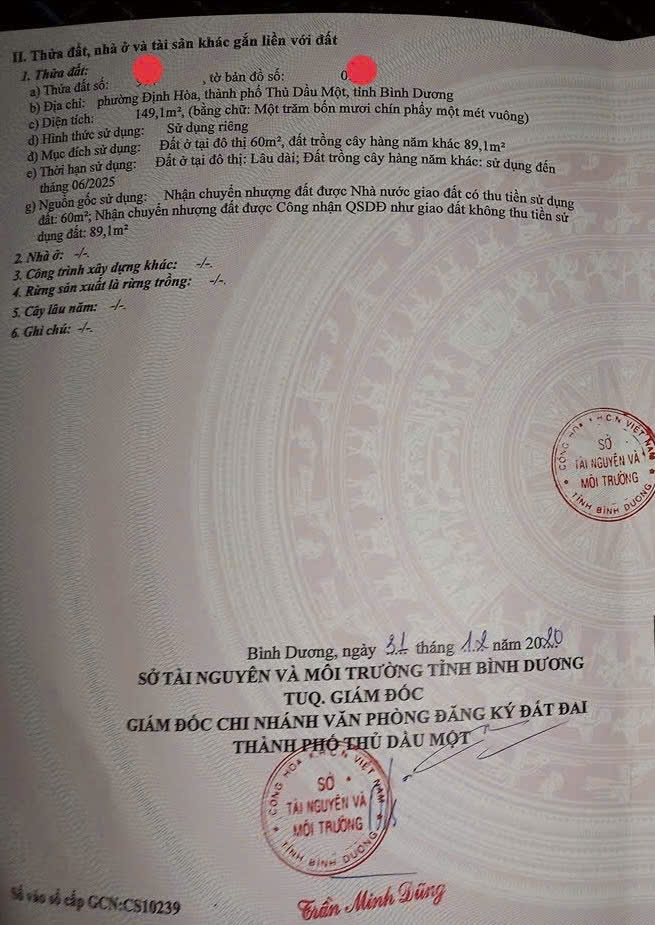 II. Thửa đất, nhà ở và tài sản khác gắn liền với đất
1. Thửa đất:
a) Thửa đất số: , tờ bản đồ số: 0
b) Địa chỉ: phường Định Hòa, thành phố Thủ Dầu Một, tỉnh Bình Dương
c) Diện tích: 149,1m², (bằng chữ: Một trăm bốn mươi chín phẩy một mét vuông)
d) Hình thức sử dụng: Sử dụng riêng
đ) Mục đích sử dụng: Đất ở tại đô thị 60m², đất trồng cây hàng năm khác 89,1m²
e) Thời hạn sử dụng: Đất ở tại đô thị: Lâu dài; Đất trồng cây hàng năm khác: sử dụng đến
tháng 06/2025
g) Nguồn gốc sử dụng: Nhận chuyển nhượng đất được Nhà nước giao đất có thu tiền sử dụng
đất: 60m²; Nhận chuyển nhượng đất được Công nhận QSDĐ như giao đất không thu tiền sử
dụng đất: 89,1m²
2. Nhà ở: -/-.
3. Công trình xây dựng khác: -/-.
4. Rừng sản xuất là rừng trồng: -/-.
5. Cây lâu năm: -/-.
6. Ghi chú: -/-.
CỘNG HÒA X.H.C.N VIỆT NAM
SỞ
TÀI NGUYÊN VÀ
MÔI TRƯỜNG
TỈNH BÌNH DƯƠNG
Bình Dương, ngày 31 tháng 12 năm 2020
SỞ TÀI NGUYÊN VÀ MÔI TRƯỜNG TỈNH BÌNH DƯƠNG
TUQ. GIÁM ĐỐC
GIÁM ĐỐC CHI NHÁNH VĂN PHÒNG ĐĂNG KÝ ĐẤT ĐAI
THÀNH PHỐ THỦ DẦU MỘT
CỘNG HÒA X.H.C.N VIỆT NAM
SỞ
TÀI NGUYÊN VÀ
MÔI TRƯỜNG
TỈNH BÌNH DƯƠNG
Trần Minh Dũng
Số vào sổ cấp GCN:CS10239